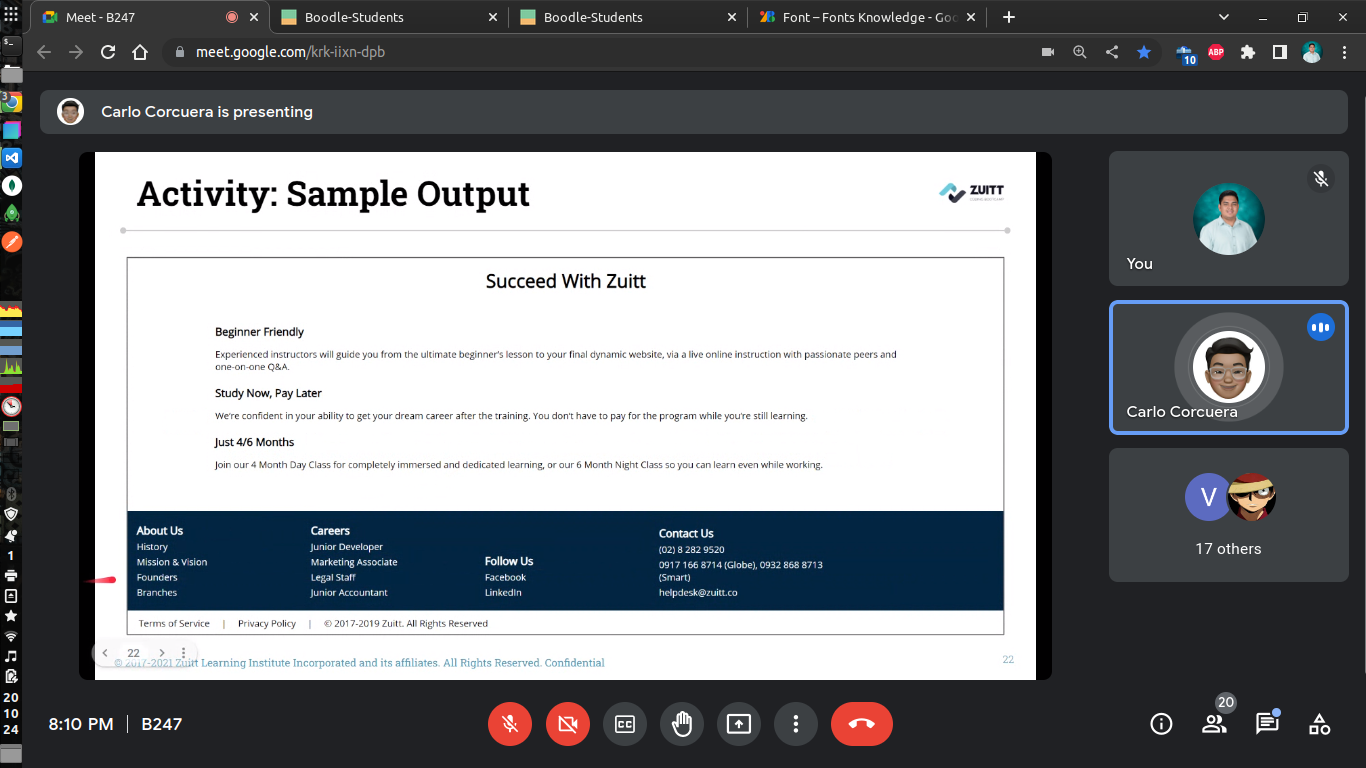 Meet - B247
Boodle-Students
Boodle-Students
Font – Fonts Knowledge - Goo
meet.google.com/krk-iixn-dpb
10
ABP
3
Carlo Corcuera is presenting
Activity: Sample Output
ZUITT
Succeed With Zuitt
Beginner Friendly
Experienced instructors will guide you from the ultimate beginner's lesson to your final dynamic website, via a live online instruction with passionate peers and
one-on-one Q&A.
Study Now, Pay Later
We're confident in your ability to get your dream career after the training. You don't have to pay for the program while you're still learning.
Just 4/6 Months
Join our 4 Month Day Class for completely immersed and dedicated learning, or our 6 Month Night Class so you can learn even while working.
About Us
History
Mission & Vision
Founders
Branches
Careers
Junior Developer
Marketing Associate
Legal Staff
Junior Accountant
Follow Us
Facebook
LinkedIn
Contact Us
(02) 8 282 9520
0917 166 8714 (Globe), 0932 868 8713
(Smart)
helpdesk@zuitt.co
Terms of Service | Privacy Policy | © 2017-2019 Zuitt. All Rights Reserved
22
© 2017-2021 Zuitt Learning Institute Incorporated and its affiliates. All Rights Reserved. Confidential
22
You
Carlo Corcuera
V
17 others
1
20
10
24
8:10 PM | B247
CC
20